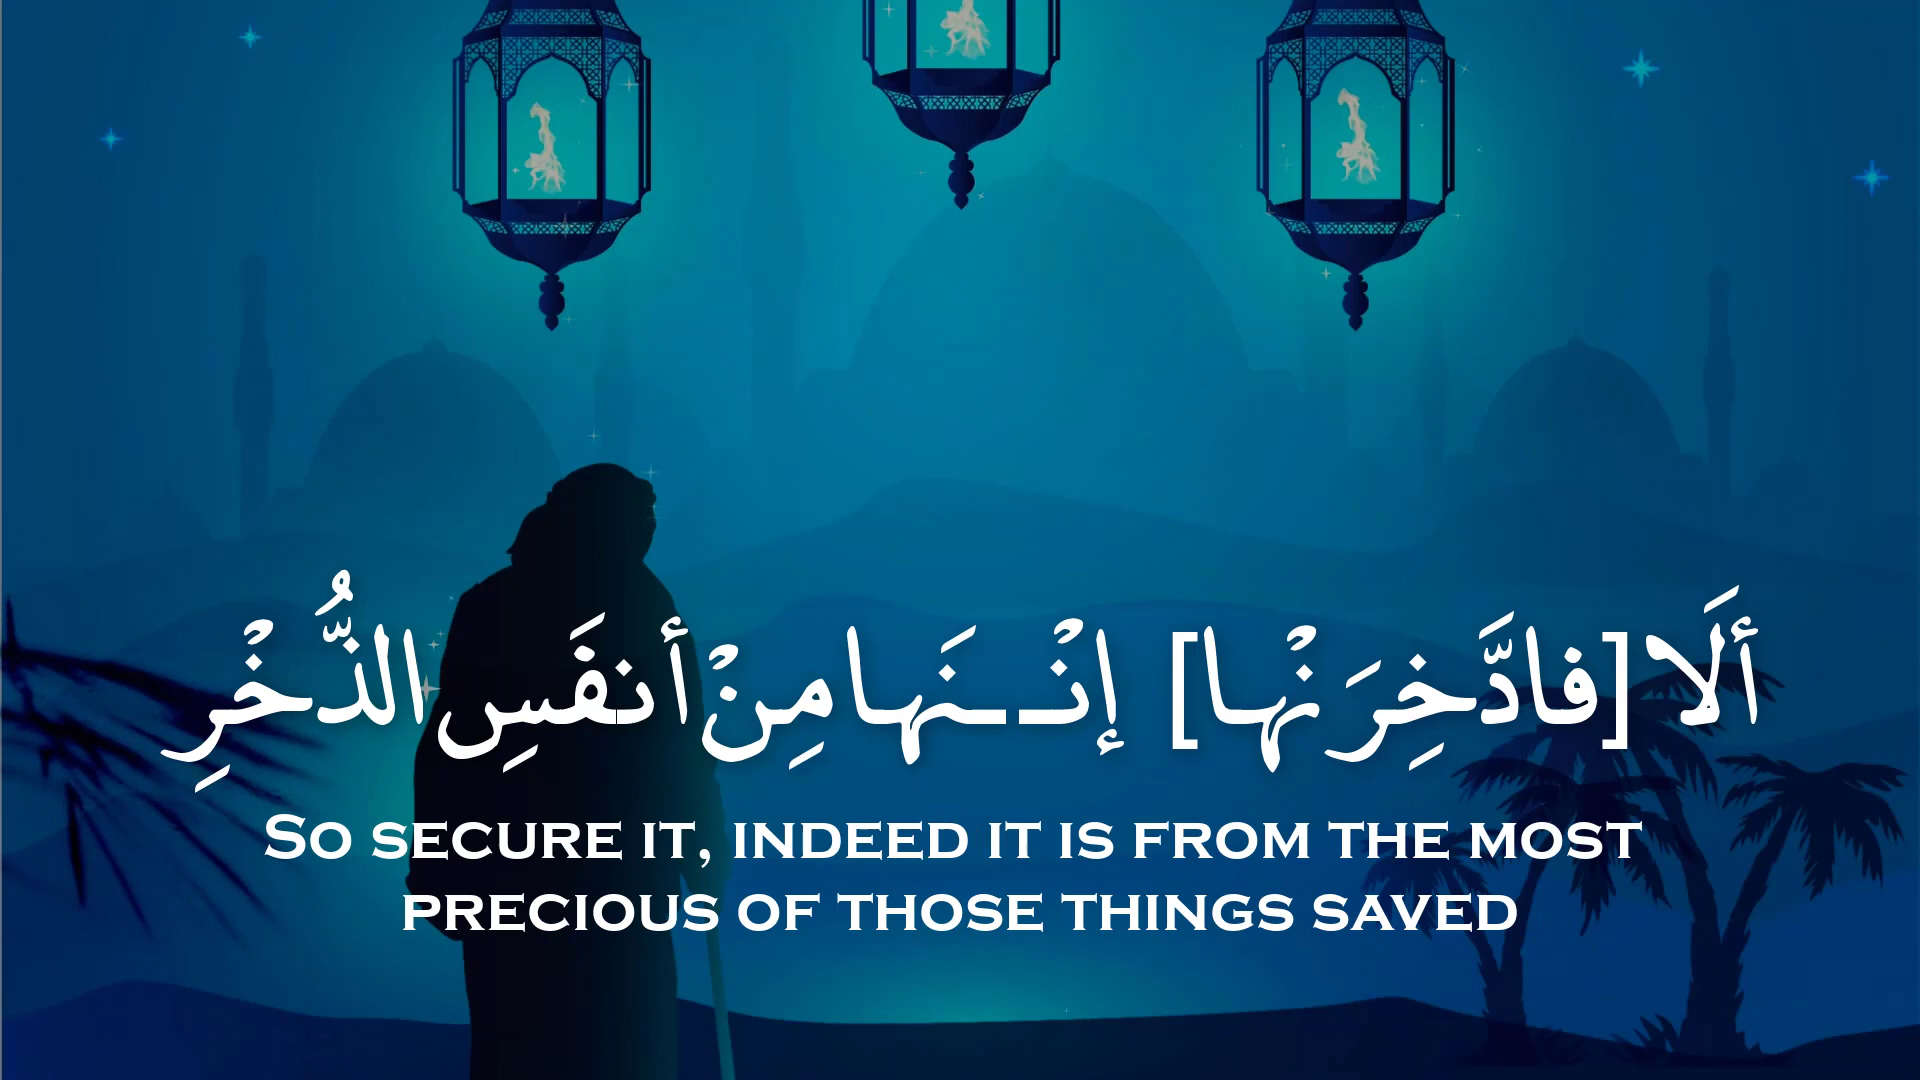 أَلَا [فادَّخِرَنْها] إنْـ ـنَها مِنْ أنفَسِ الذُّخْرِ
So secure it, indeed it is from the most
precious of those things saved